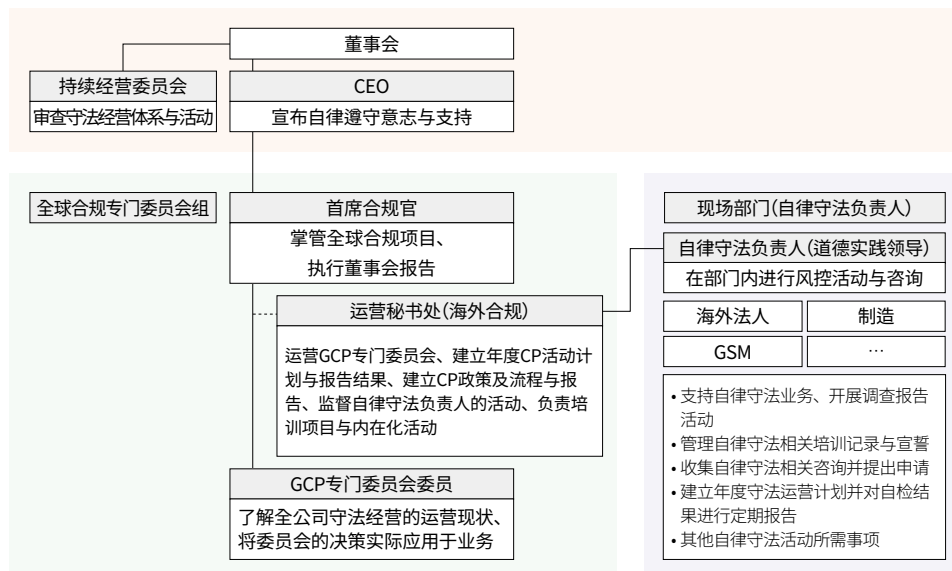 董事会
持续经营委员会
审查守法经营体系与活动
CEO
宣布自律遵守意志与支持
全球合规专门委员会组
首席合规官
掌管全球合规项目、
执行董事会报告
运营秘书处(海外合规)
运营GCP专门委员会、建立年度CP活动计
划与报告结果、建立CP政策及流程与报
告、监督自律守法负责人的活动、负责培
训项目与内在化活动
GCP专门委员会委员
了解全公司守法经营的运营现状、
将委员会的决策实际应用于业务
现场部门(自律守法负责人)
自律守法负责人(道德实践领导)
在部门内进行风控活动与咨询
海外法人
制造
GSM
…
• 支持自律守法业务、开展调查报告
活动
• 管理自律守法相关培训记录与宣誓
• 收集自律守法相关咨询并提出申请
• 建立年度守法运营计划并对自检结
果进行定期报告
• 其他自律守法活动所需事项